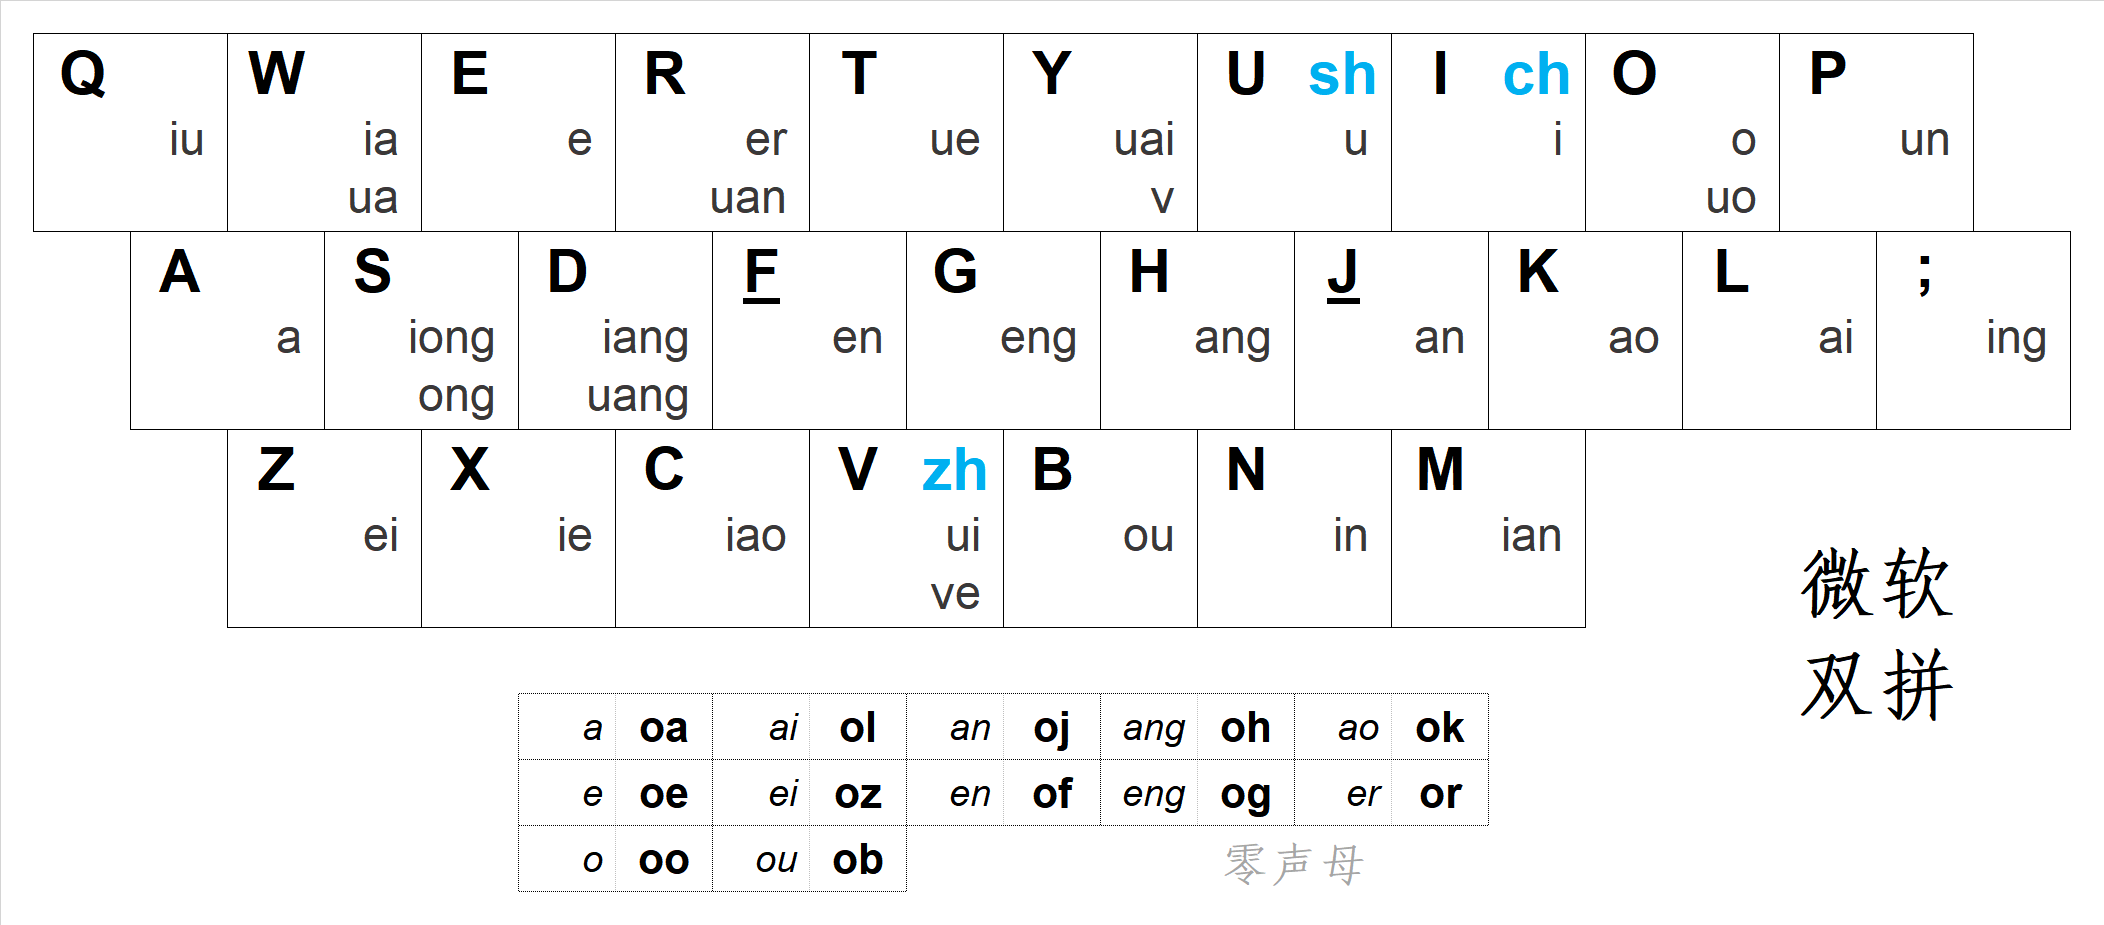 Q W E R T Y U sh I ch O P
iu ia e er ue uai u i o un
ua uan v uo
A S D F G H J K L ;
a iong iang en eng ang an ao ai ing
ong uang
Z X C V zh B N M
ei ie iao ui ou in ian
ve
微软
双拼
a oa ai ol an oj ang oh ao ok
e oe ei oz en of eng og er or
o oo ou ob
零声母